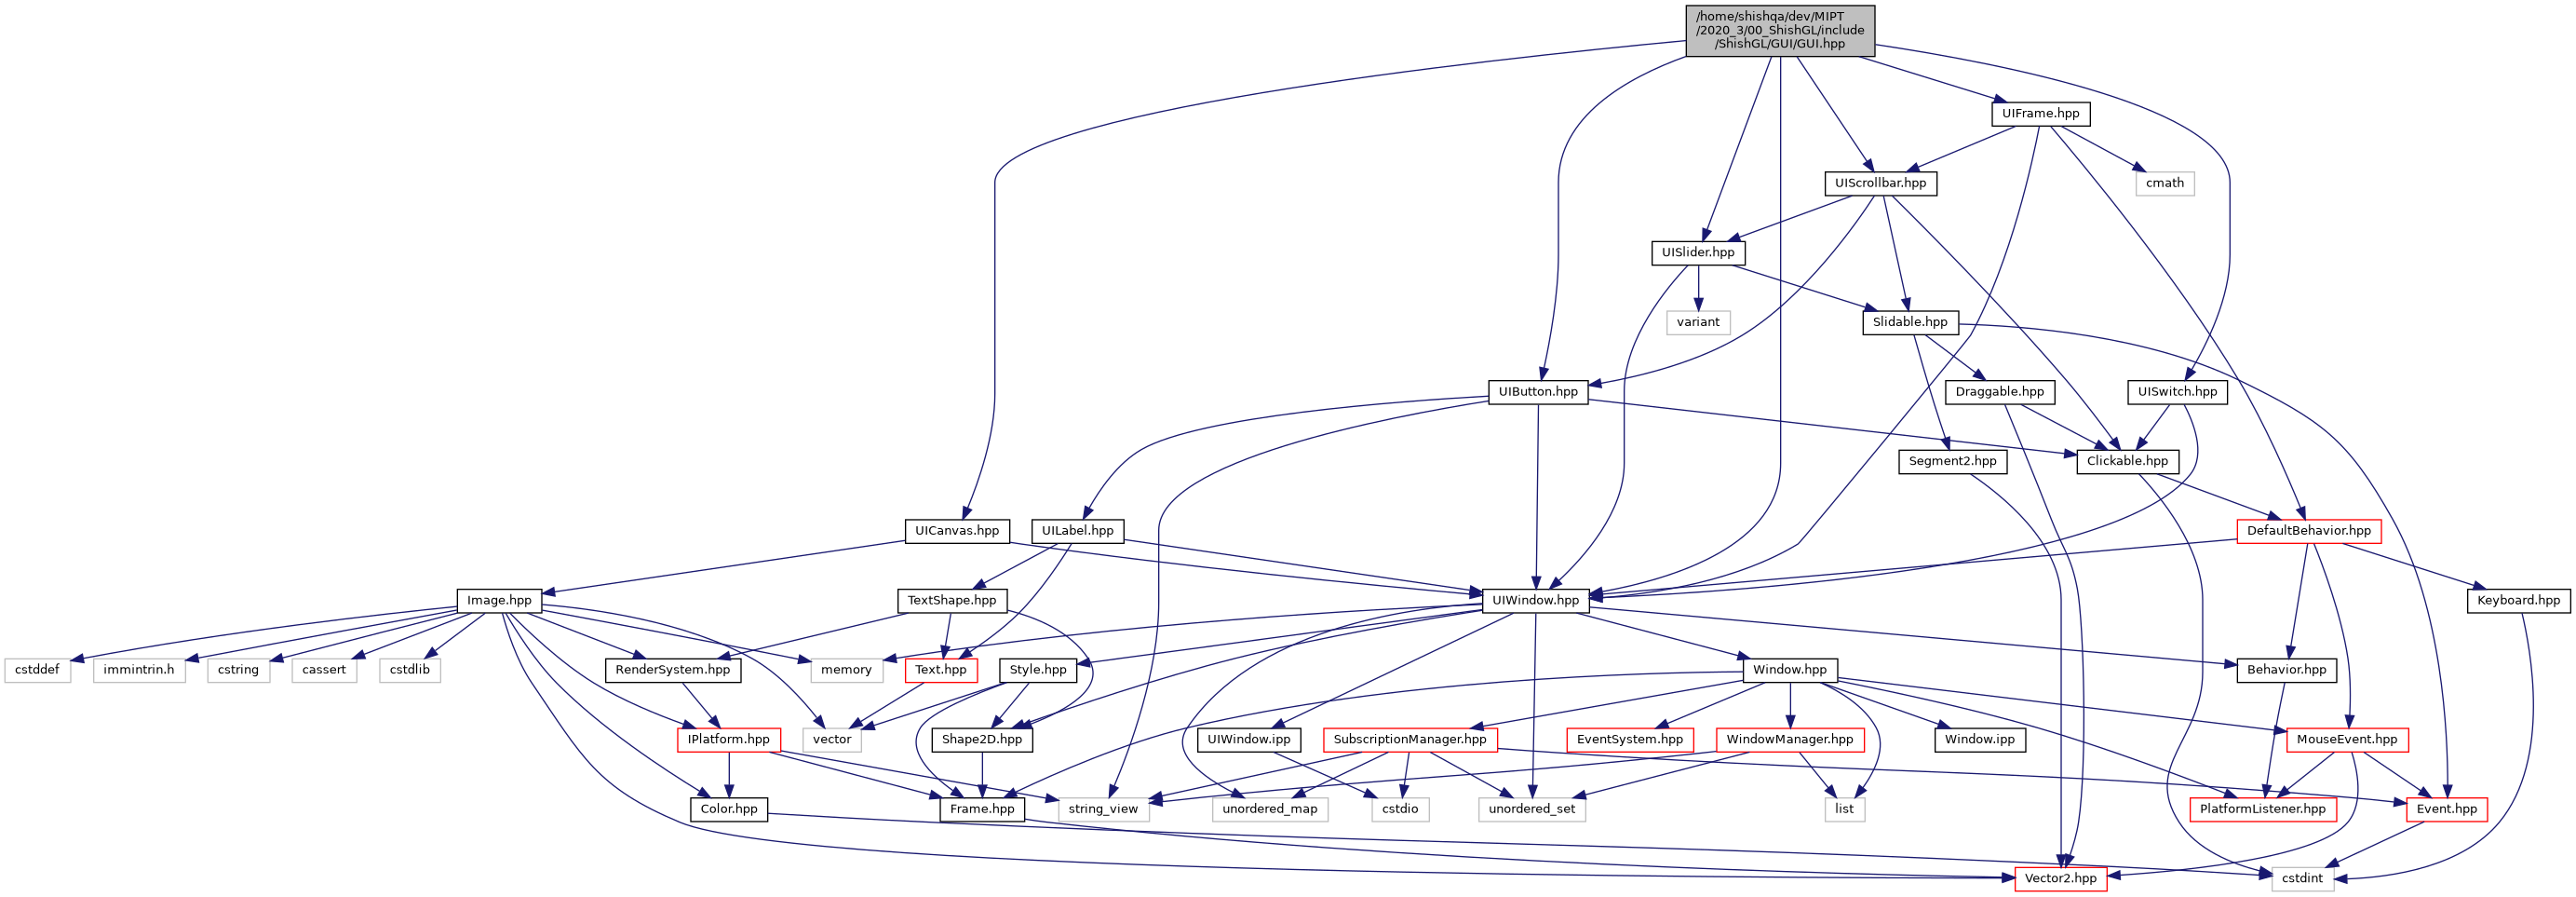 /home/shishqa/dev/MIPT
/2020_3/00_ShishGL/include
/ShishGL/GUI/GUI.hpp
UIFrame.hpp
UIScrollbar.hpp
cmath
UISlider.hpp
variant
Slidable.hpp
UIButton.hpp
Draggable.hpp
UISwitch.hpp
Segment2.hpp
Clickable.hpp
UICanvas.hpp
UILabel.hpp
DefaultBehavior.hpp
Image.hpp
TextShape.hpp
UIWindow.hpp
Keyboard.hpp
cstddef
immintrin.h
cstring
cassert
cstdlib
RenderSystem.hpp
memory
Text.hpp
Style.hpp
Window.hpp
Behavior.hpp
IPlatform.hpp
vector
Shape2D.hpp
UIWindow.ipp
SubscriptionManager.hpp
EventSystem.hpp
WindowManager.hpp
Window.ipp
MouseEvent.hpp
Color.hpp
Frame.hpp
string_view
unordered_map
cstdio
unordered_set
list
PlatformListener.hpp
Event.hpp
Vector2.hpp
cstdint